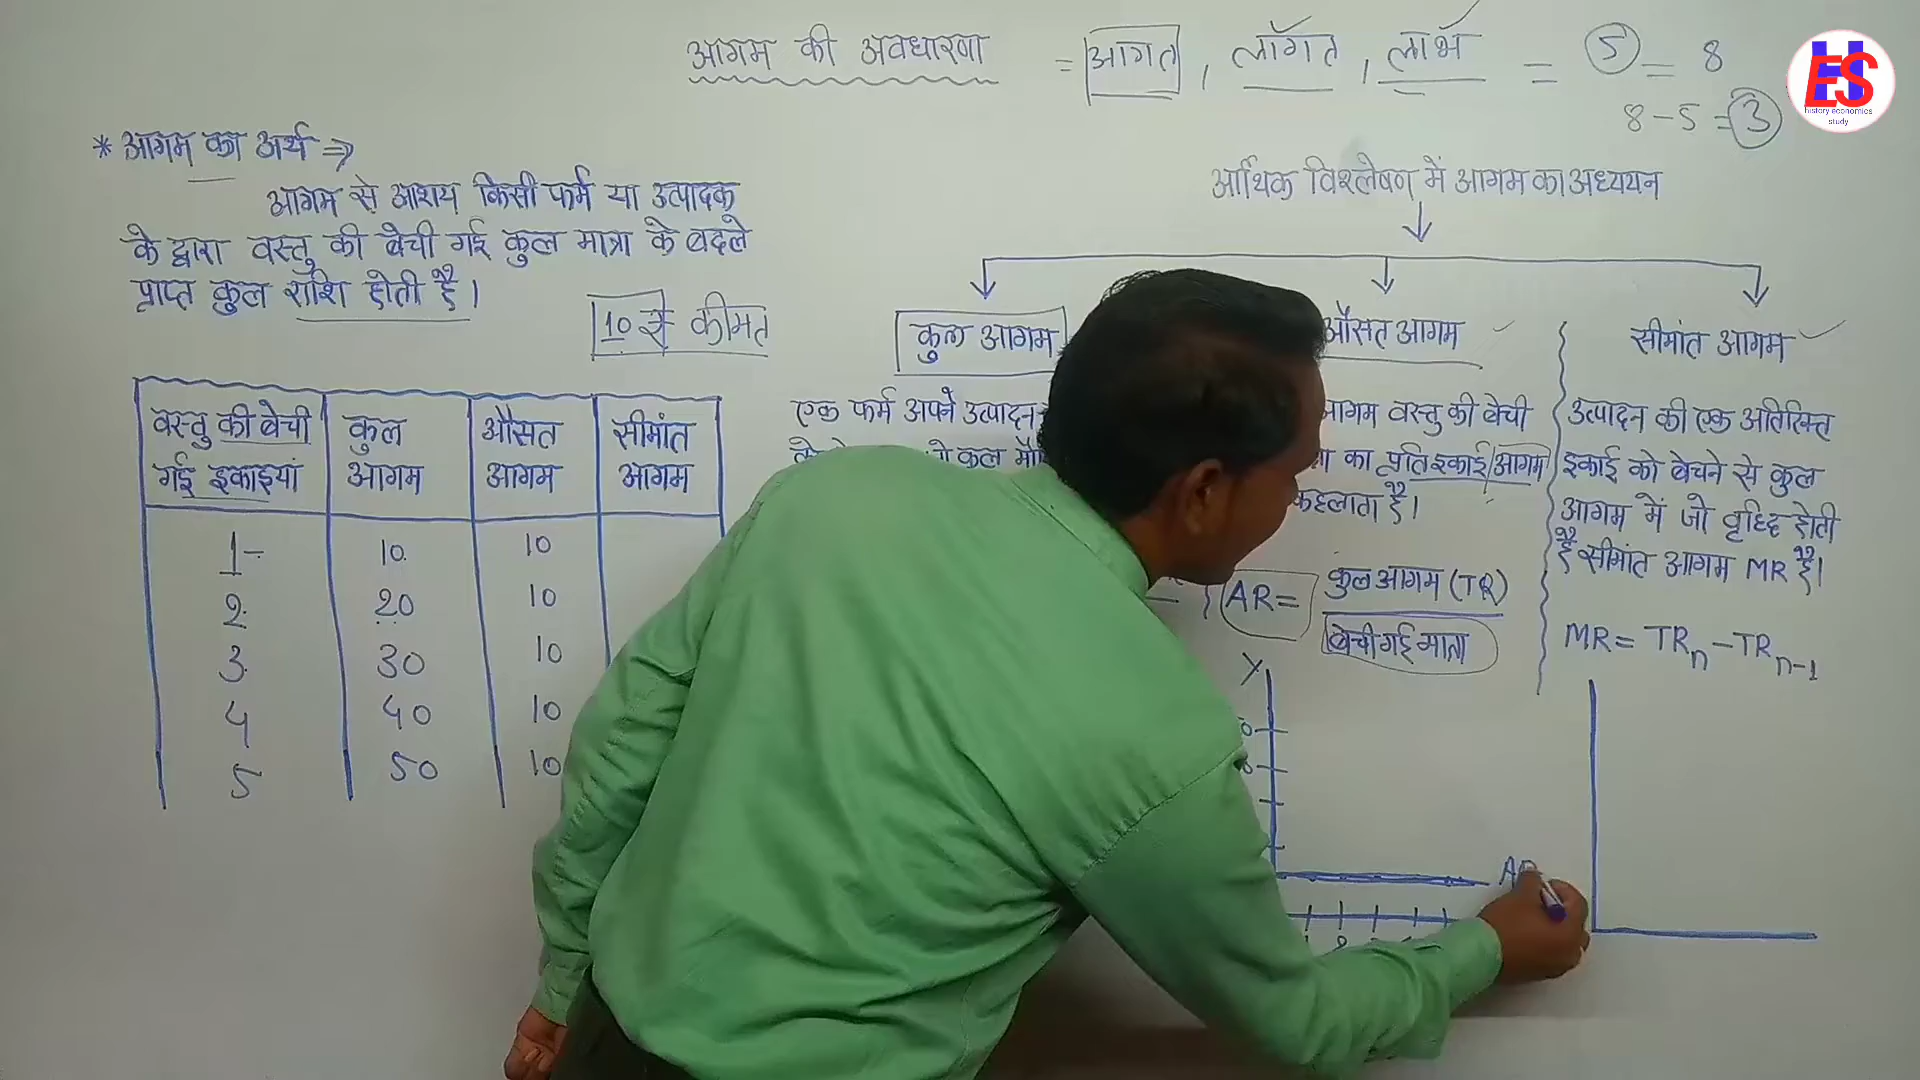 आगम की अवधारणा = आगत, लागत, लाभ = 5 = 8
8 - 5 = 3
ES
history economics
study
* आगम का अर्थ ⇒
आगम से आशय किसी फर्म या उत्पादक
के द्वारा वस्तु की बेची गई कुल मात्रा के बदले
प्राप्त कुल राशि होती है।
10 रु कीमत
वस्तु की बेची गई इकाइयां
कुल आगम
औसत आगम
सीमांत आगम
1 10 10
2 20 10
3 30 10
4 40 10
5 50 10
आर्थिक विश्लेषण में आगम का अध्ययन
कुल आगम
एक फर्म अपने उत्पादन
कुल
औसत आगम
आगम वस्तु की बेची
का प्रति इकाई आगम
कहलाता है।
AR = कुल आगम (TR)
बेची गई मात्रा
Y
AR
सीमांत आगम
उत्पादन की एक अतिरिक्त
इकाई को बेचने से कुल
आगम में जो वृध्दि होती
है सीमांत आगम MR है।
MR = TRn - TRn-1